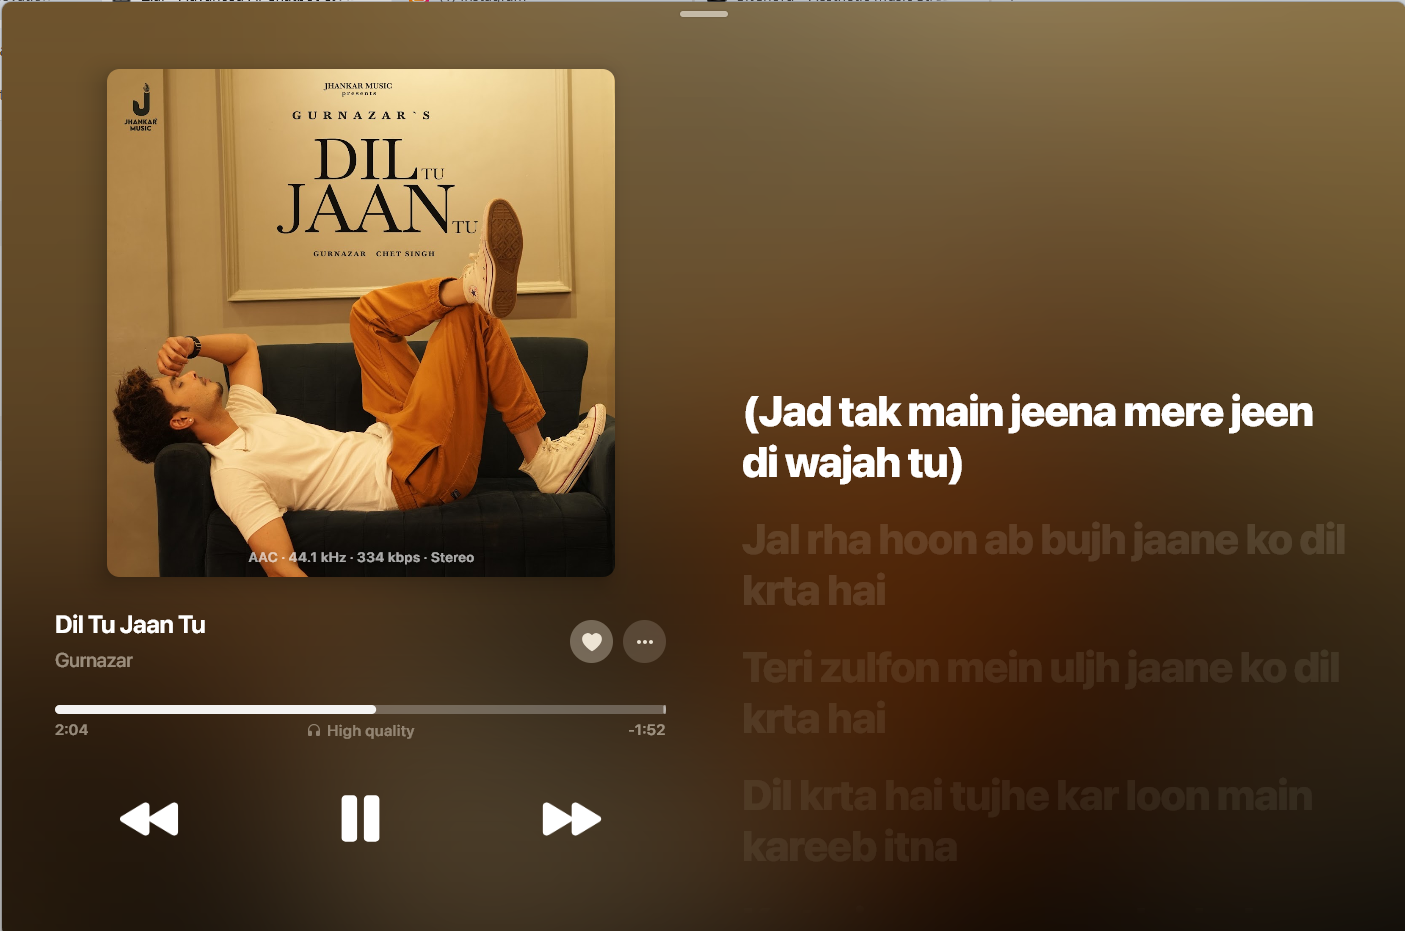 JHANKAR MUSIC
presents
GURNAZAR`S
DIL TU
JAAN TU
GURNAZAR CHET SINGH
J
JHANKAR
MUSIC
AAC · 44.1 kHz · 334 kbps · Stereo
Dil Tu Jaan Tu
Gurnazar
2:04
High quality
-1:52
(Jad tak main jeena mere jeen
di wajah tu)
Jal rha hoon ab bujh jaane ko dil
krta hai
Teri zulfon mein uljh jaane ko dil
krta hai
Dil krta hai tujhe kar loon main
kareeb itna